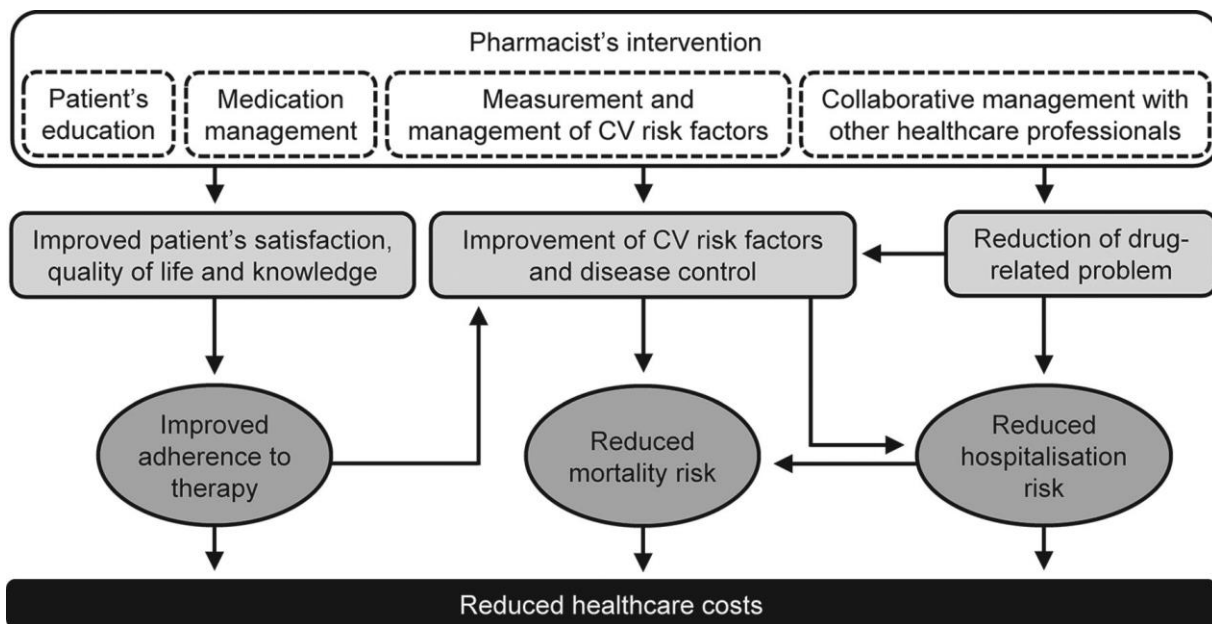 Pharmacist’s intervention
Patient’s
education
Medication
management
Measurement and
management of CV risk factors
Collaborative management with
other healthcare professionals
Improved patient’s satisfaction,
quality of life and knowledge
Improvement of CV risk factors
and disease control
Reduction of drug-
related problem
Improved
adherence to
therapy
Reduced
mortality risk
Reduced
hospitalisation
risk
Reduced healthcare costs